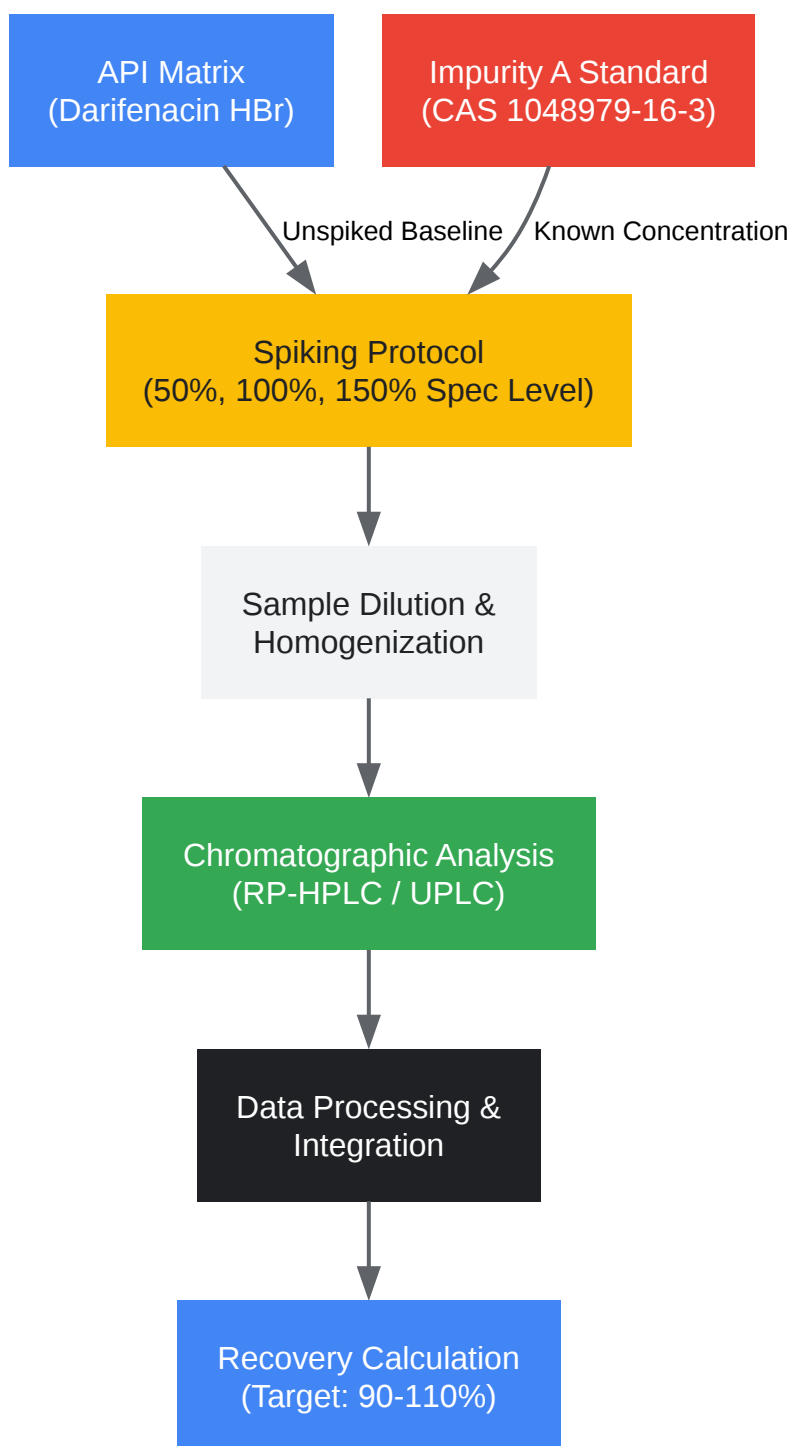 API Matrix
(Darifenacin HBr)
Impurity A Standard
(CAS 1048979-16-3)
Unspiked Baseline
Known Concentration
Spiking Protocol
(50%, 100%, 150% Spec Level)
Sample Dilution &
Homogenization
Chromatographic Analysis
(RP-HPLC / UPLC)
Data Processing &
Integration
Recovery Calculation
(Target: 90-110%)